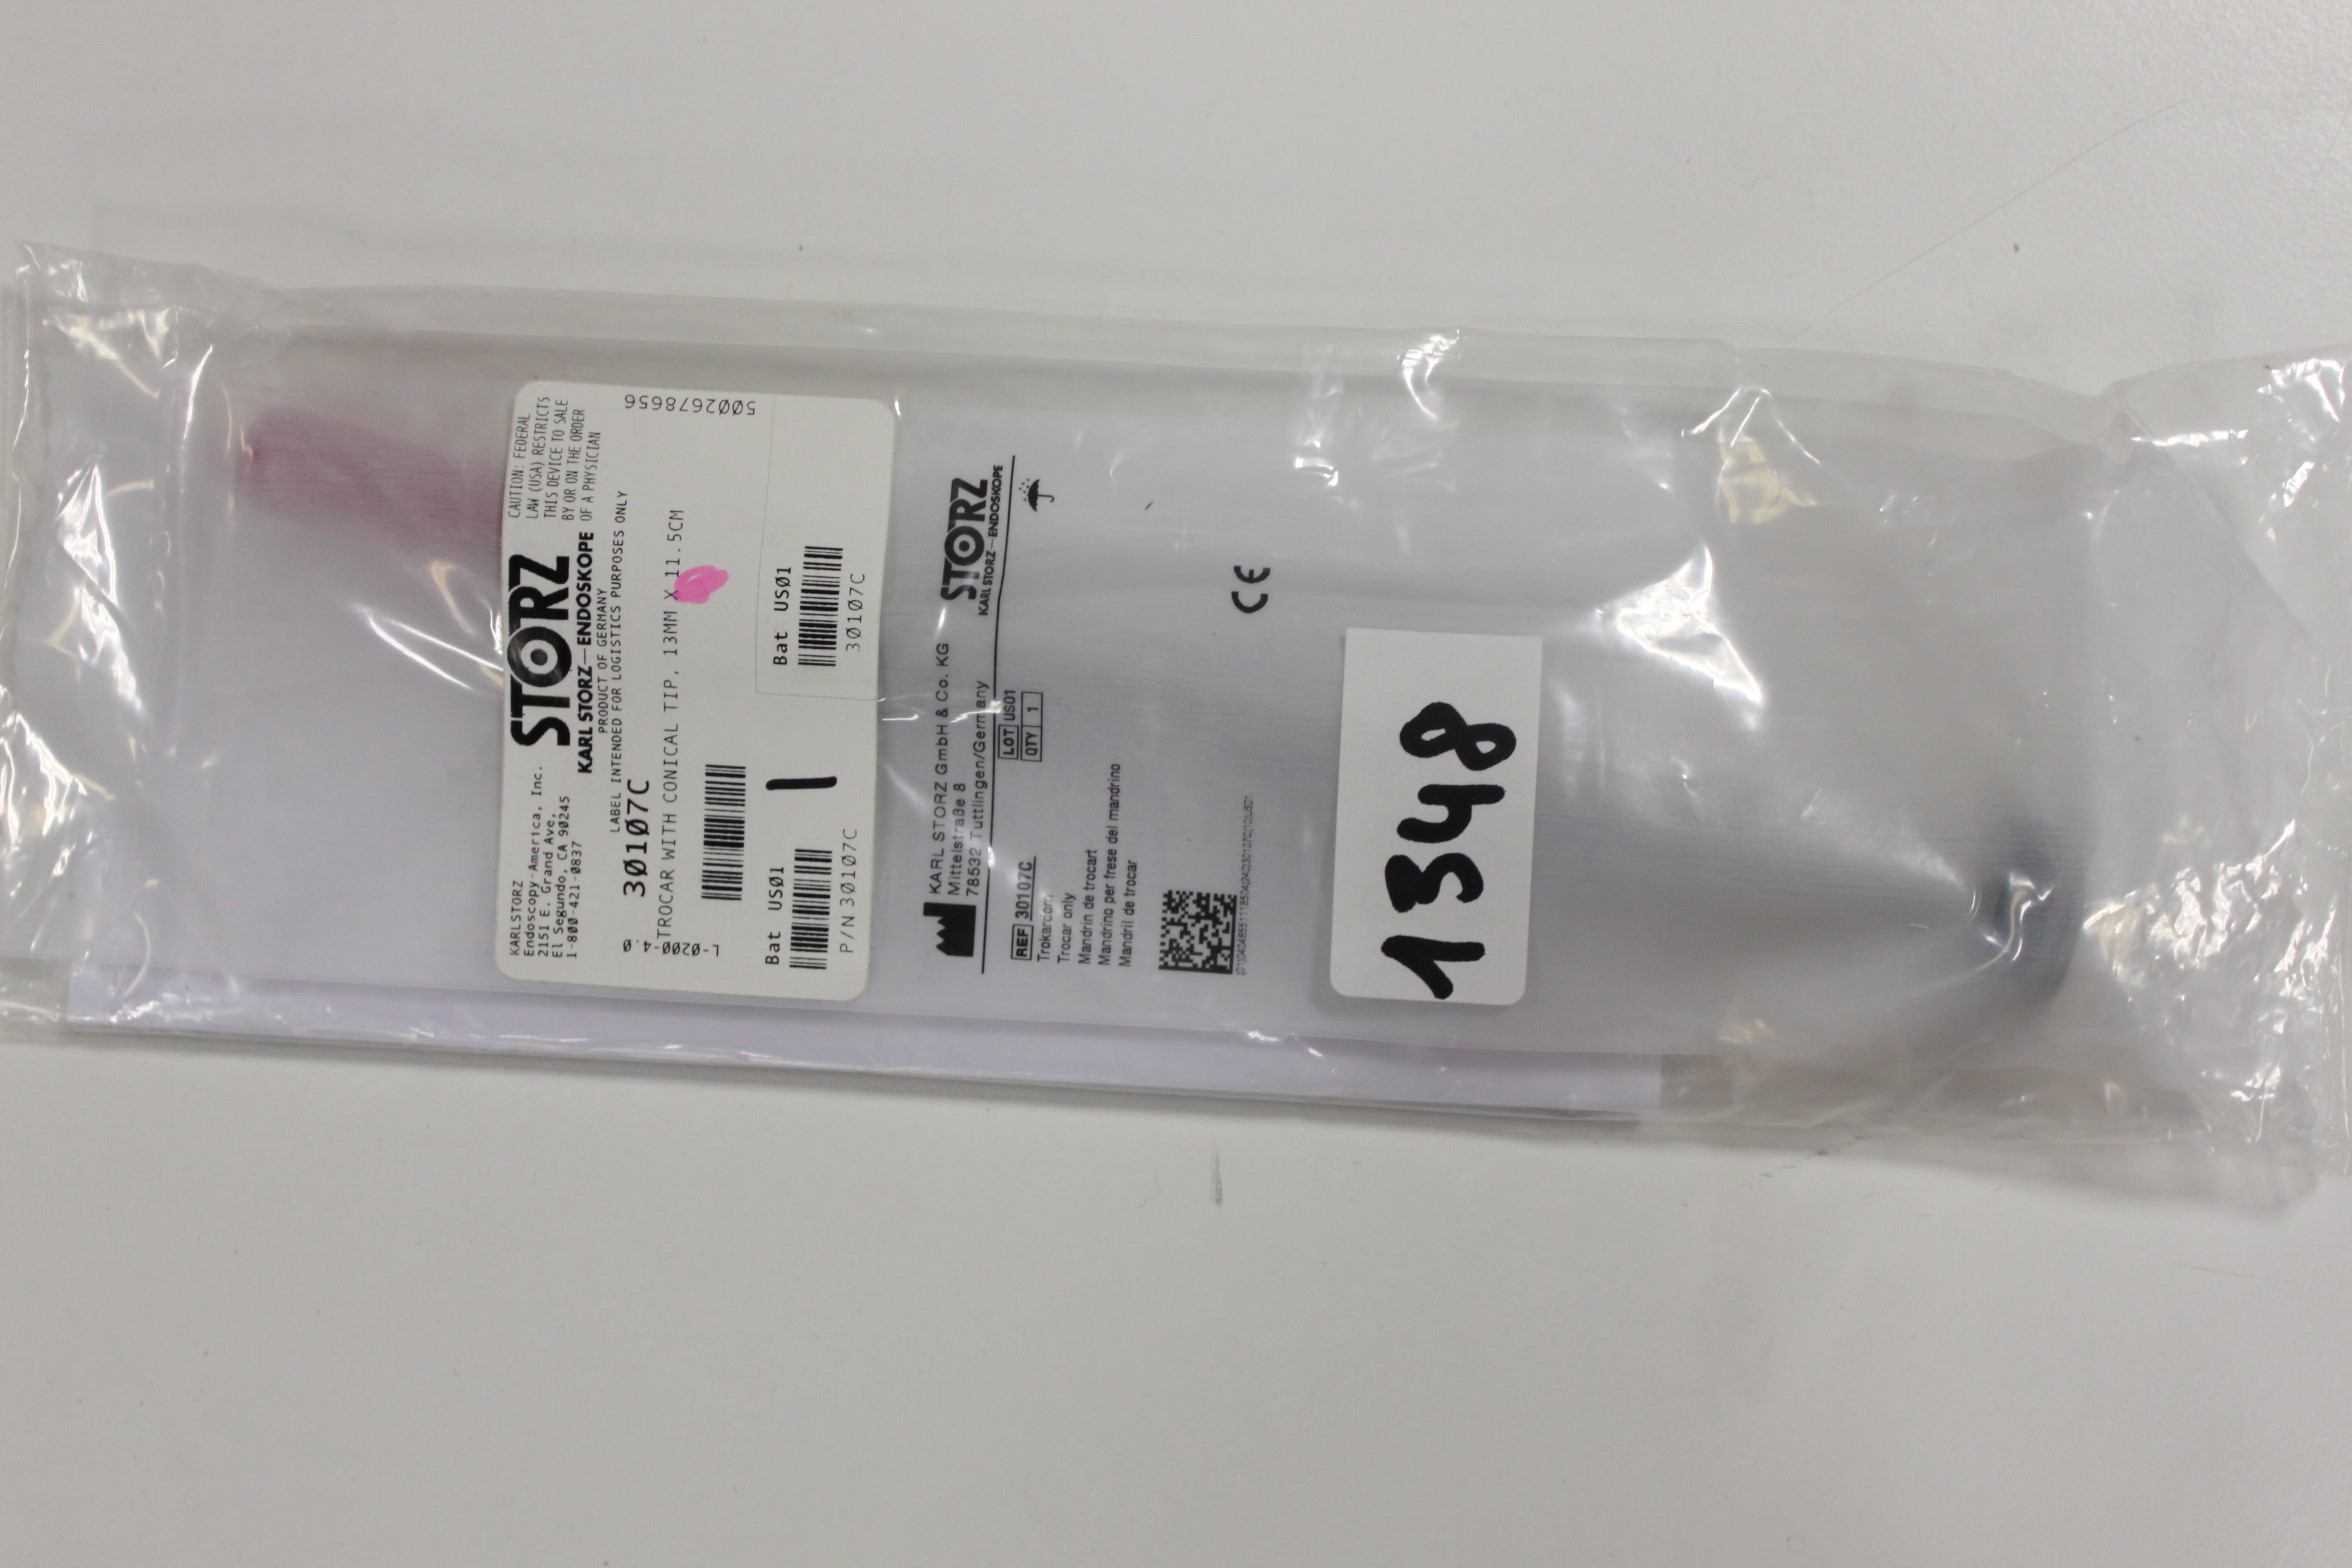 KARL STORZ
Endoscopy-America, Inc.
2151 E. Grand Ave,
El Segundo, CA 90245
1-800-421-0837
STORZ
KARL STORZ—ENDOSKOPE
PRODUCT OF GERMANY
CAUTION: FEDERAL
LAW (USA) RESTRICTS
THIS DEVICE TO SALE
BY OR ON THE ORDER
OF A PHYSICIAN
LABEL INTENDED FOR LOGISTICS PURPOSES ONLY
30107C
TROCAR WITH CONICAL TIP, 13MM X 11.5CM
L-0200-4.0
5002678656
1
Bat US01
P/N 30107C
Bat US01
30107C
KARL STORZ GmbH & Co. KG
Mittelstraße 8
78532 Tuttlingen/Germany
STORZ
KARL STORZ—ENDOSKOPE
REF 30107C
LOT US01
QTY 1
Trokardorn
Trocar only
Mandrin de trocart
Mandrino per frese del mandrino
Mandril de trocar
CE
1348